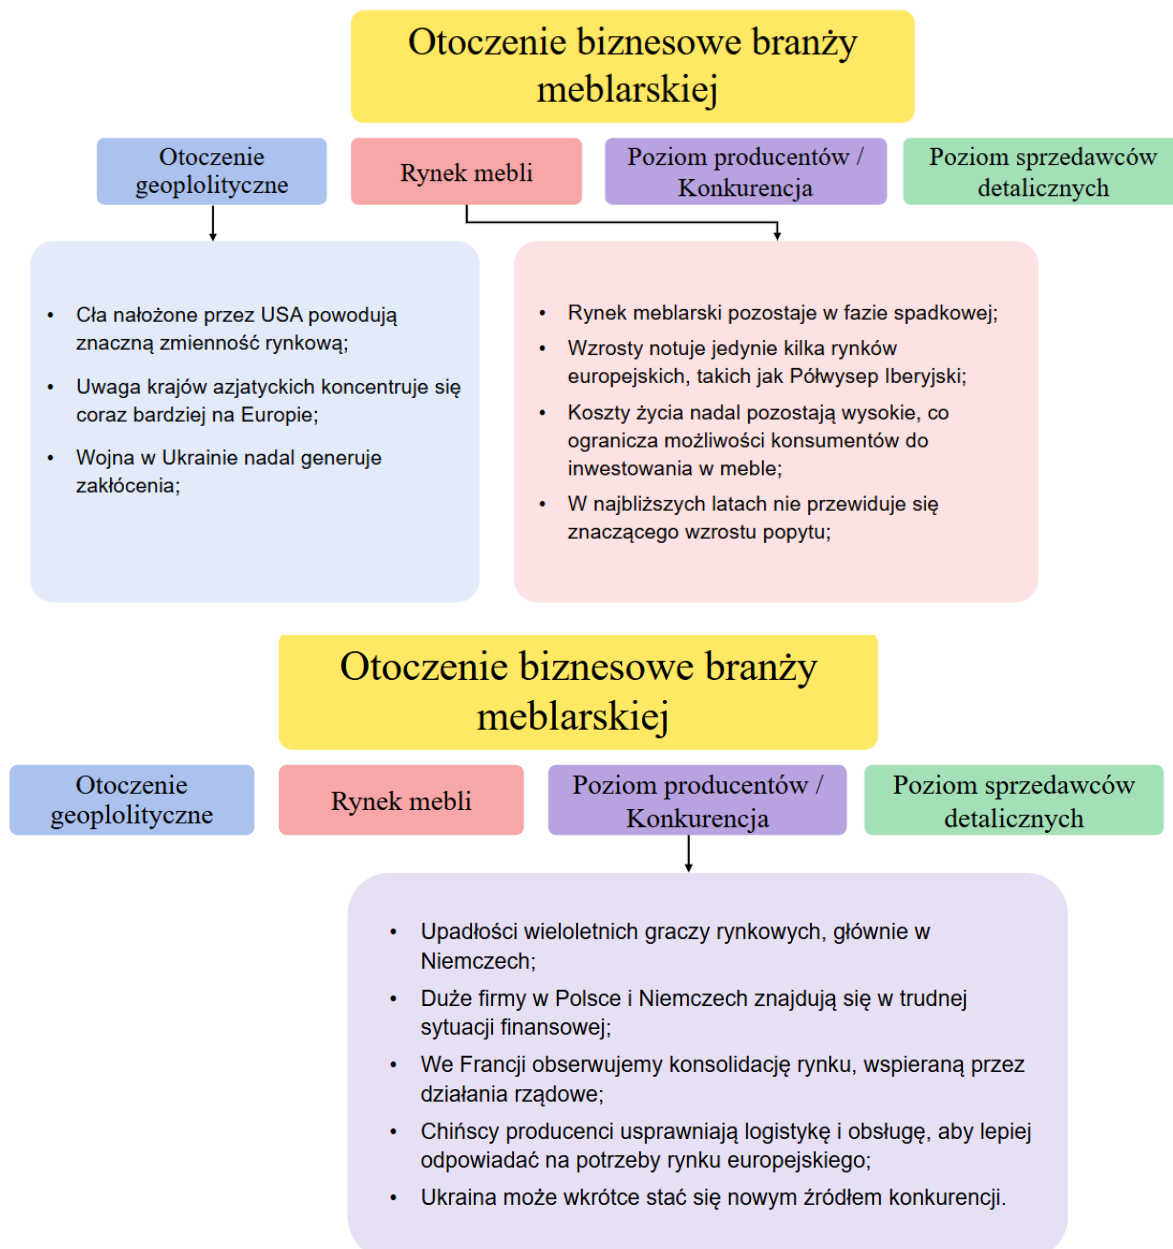 Otoczenie biznesowe branży
meblarskiej
Otoczenie
geoplolityczne
Rynek mebli
Poziom producentów /
Konkurencja
Poziom sprzedawców
detalicznych
• Cła nałożone przez USA powodują
znaczną zmienność rynkową;
• Uwaga krajów azjatyckich koncentruje się
coraz bardziej na Europie;
• Wojna w Ukrainie nadal generuje
zakłócenia;
• Rynek meblarski pozostaje w fazie spadkowej;
• Wzrosty notuje jedynie kilka rynków
europejskich, takich jak Półwysep Iberyjski;
• Koszty życia nadal pozostają wysokie, co
ogranicza możliwości konsumentów do
inwestowania w meble;
• W najbliższych latach nie przewiduje się
znaczącego wzrostu popytu;
Otoczenie biznesowe branży
meblarskiej
Otoczenie
geoplolityczne
Rynek mebli
Poziom producentów /
Konkurencja
Poziom sprzedawców
detalicznych
• Upadłości wieloletnich graczy rynkowych, głównie w
Niemczech;
• Duże firmy w Polsce i Niemczech znajdują się w trudnej
sytuacji finansowej;
• We Francji obserwujemy konsolidację rynku, wspieraną przez
działania rządowe;
• Chińscy producenci usprawniają logistykę i obsługę, aby lepiej
odpowiadać na potrzeby rynku europejskiego;
• Ukraina może wkrótce stać się nowym źródłem konkurencji.